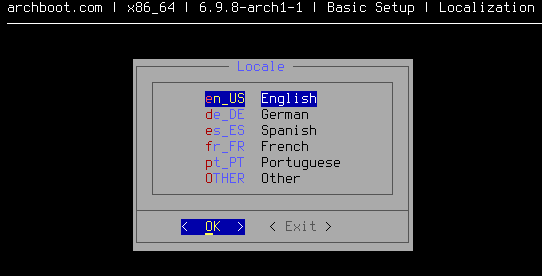 archboot.com | x86_64 | 6.9.8-arch1-1 | Basic Setup | Localization
Locale
en_US English
de_DE German
es_ES Spanish
fr_FR French
pt_PT Portuguese
OTHER Other
< OK > < Exit >